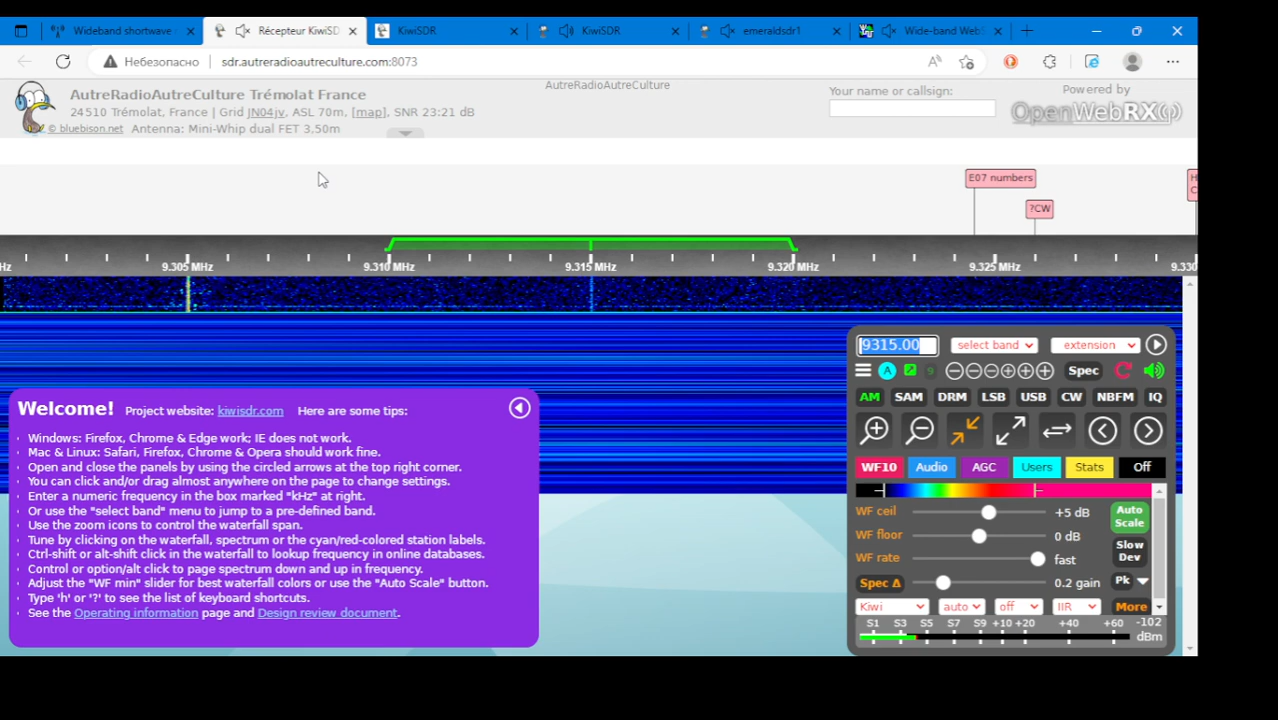 Wideband shortwave
Récepteur KiwiSD
KiwiSDR
KiwiSDR
emeraldsdr1
Wide-band WebS
Небезопасно
sdr.autreradioautreculture.com:8073
AutreRadioAutreCulture Trémolat France
24510 Trémolat, France | Grid JN04jv, ASL 70m, [map], SNR 23:21 dB
© bluebison.net Antenna: Mini-Whip dual FET 3.50m
AutreRadioAutreCulture
Your name or callsign:
Powered by
OpenWebRX
E07 numbers
?CW
H
C
Hz
9.305 MHz
9.310 MHz
9.315 MHz
9.320 MHz
9.325 MHz
9.330
Welcome! Project website: kiwisdr.com Here are some tips:
· Windows: Firefox, Chrome & Edge work; IE does not work.
· Mac & Linux: Safari, Firefox, Chrome & Opera should work fine.
· Open and close the panels by using the circled arrows at the top right corner.
· You can click and/or drag almost anywhere on the page to change settings.
· Enter a numeric frequency in the box marked "kHz" at right.
· Or use the "select band" menu to jump to a pre-defined band.
· Use the zoom icons to control the waterfall span.
· Tune by clicking on the waterfall, spectrum or the cyan/red-colored station labels.
· Ctrl-shift or alt-shift click in the waterfall to lookup frequency in online databases.
· Control or option/alt click to page spectrum down and up in frequency.
· Adjust the "WF min" slider for best waterfall colors or use the "Auto Scale" button.
· Type 'h' or '?' to see the list of keyboard shortcuts.
· See the Operating information page and Design review document.
9315.00 select band extension
A 9 Spec
AM SAM DRM LSB USB CW NBFM IQ
WF10 Audio AGC Users Stats Off
WF ceil +5 dB Auto Scale
WF floor 0 dB
WF rate fast Slow Dev
Spec Δ 0.2 gain Pk
Kiwi auto off IIR More
S1 S3 S5 S7 S9 +10 +20 +40 +60 -102
dBm